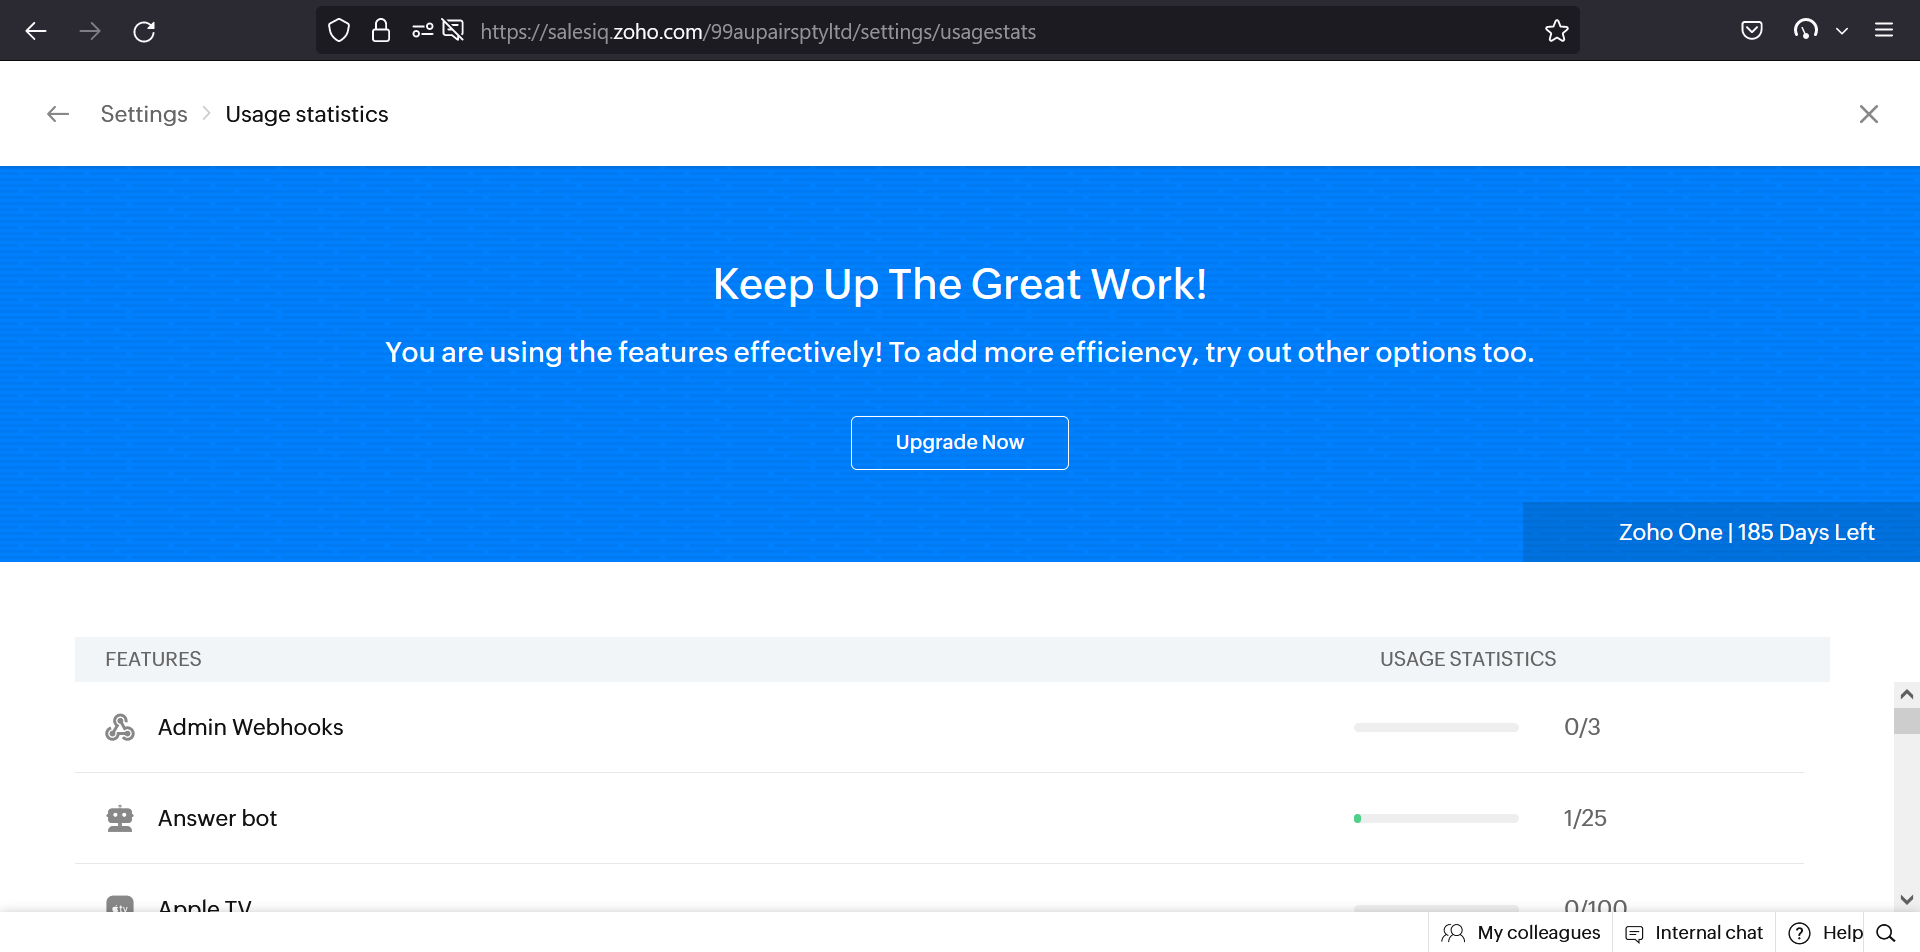 https://salesiq.zoho.com/99aupairsptyltd/settings/usagestats
Settings > Usage statistics
Keep Up The Great Work!
You are using the features effectively! To add more efficiency, try out other options too.
Upgrade Now
Zoho One | 185 Days Left
FEATURES USAGE STATISTICS
Admin Webhooks 0/3
Answer bot 1/25
tv Apple TV 0/100
My colleagues Internal chat Help